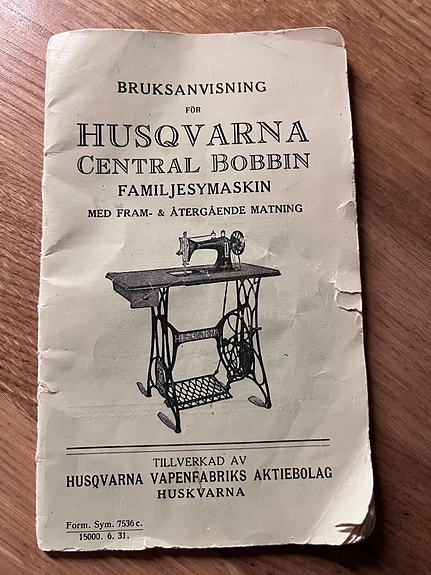 BRUKSANVISNING
FÖR
HUSQVARNA
CENTRAL BOBBIN
FAMILJESYMASKIN
MED FRAM- & ÅTERGÅENDE MATNING
HUSQVARNA
TILLVERKAD AV
HUSQVARNA VAPENFABRIKS AKTIEBOLAG
HUSKVARNA
Form. Sym. 7536 c.
15000. 6. 31.